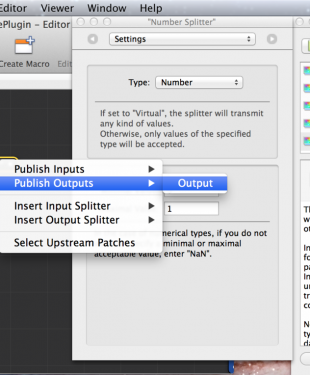 Editor Viewer Window Help
ePlugin – Editor
"Number Splitter"
Create Macro Edit
Settings
Type: Number
If set to "Virtual", the splitter will transmit
any kind of values.
Otherwise, only values of the specified
type will be accepted.
Publish Inputs
Publish Outputs
Output
Insert Input Splitter
Insert Output Splitter
Select Upstream Patches
1
numerical types, if you do not
minimal or maximal
acceptable value, enter "NaN".